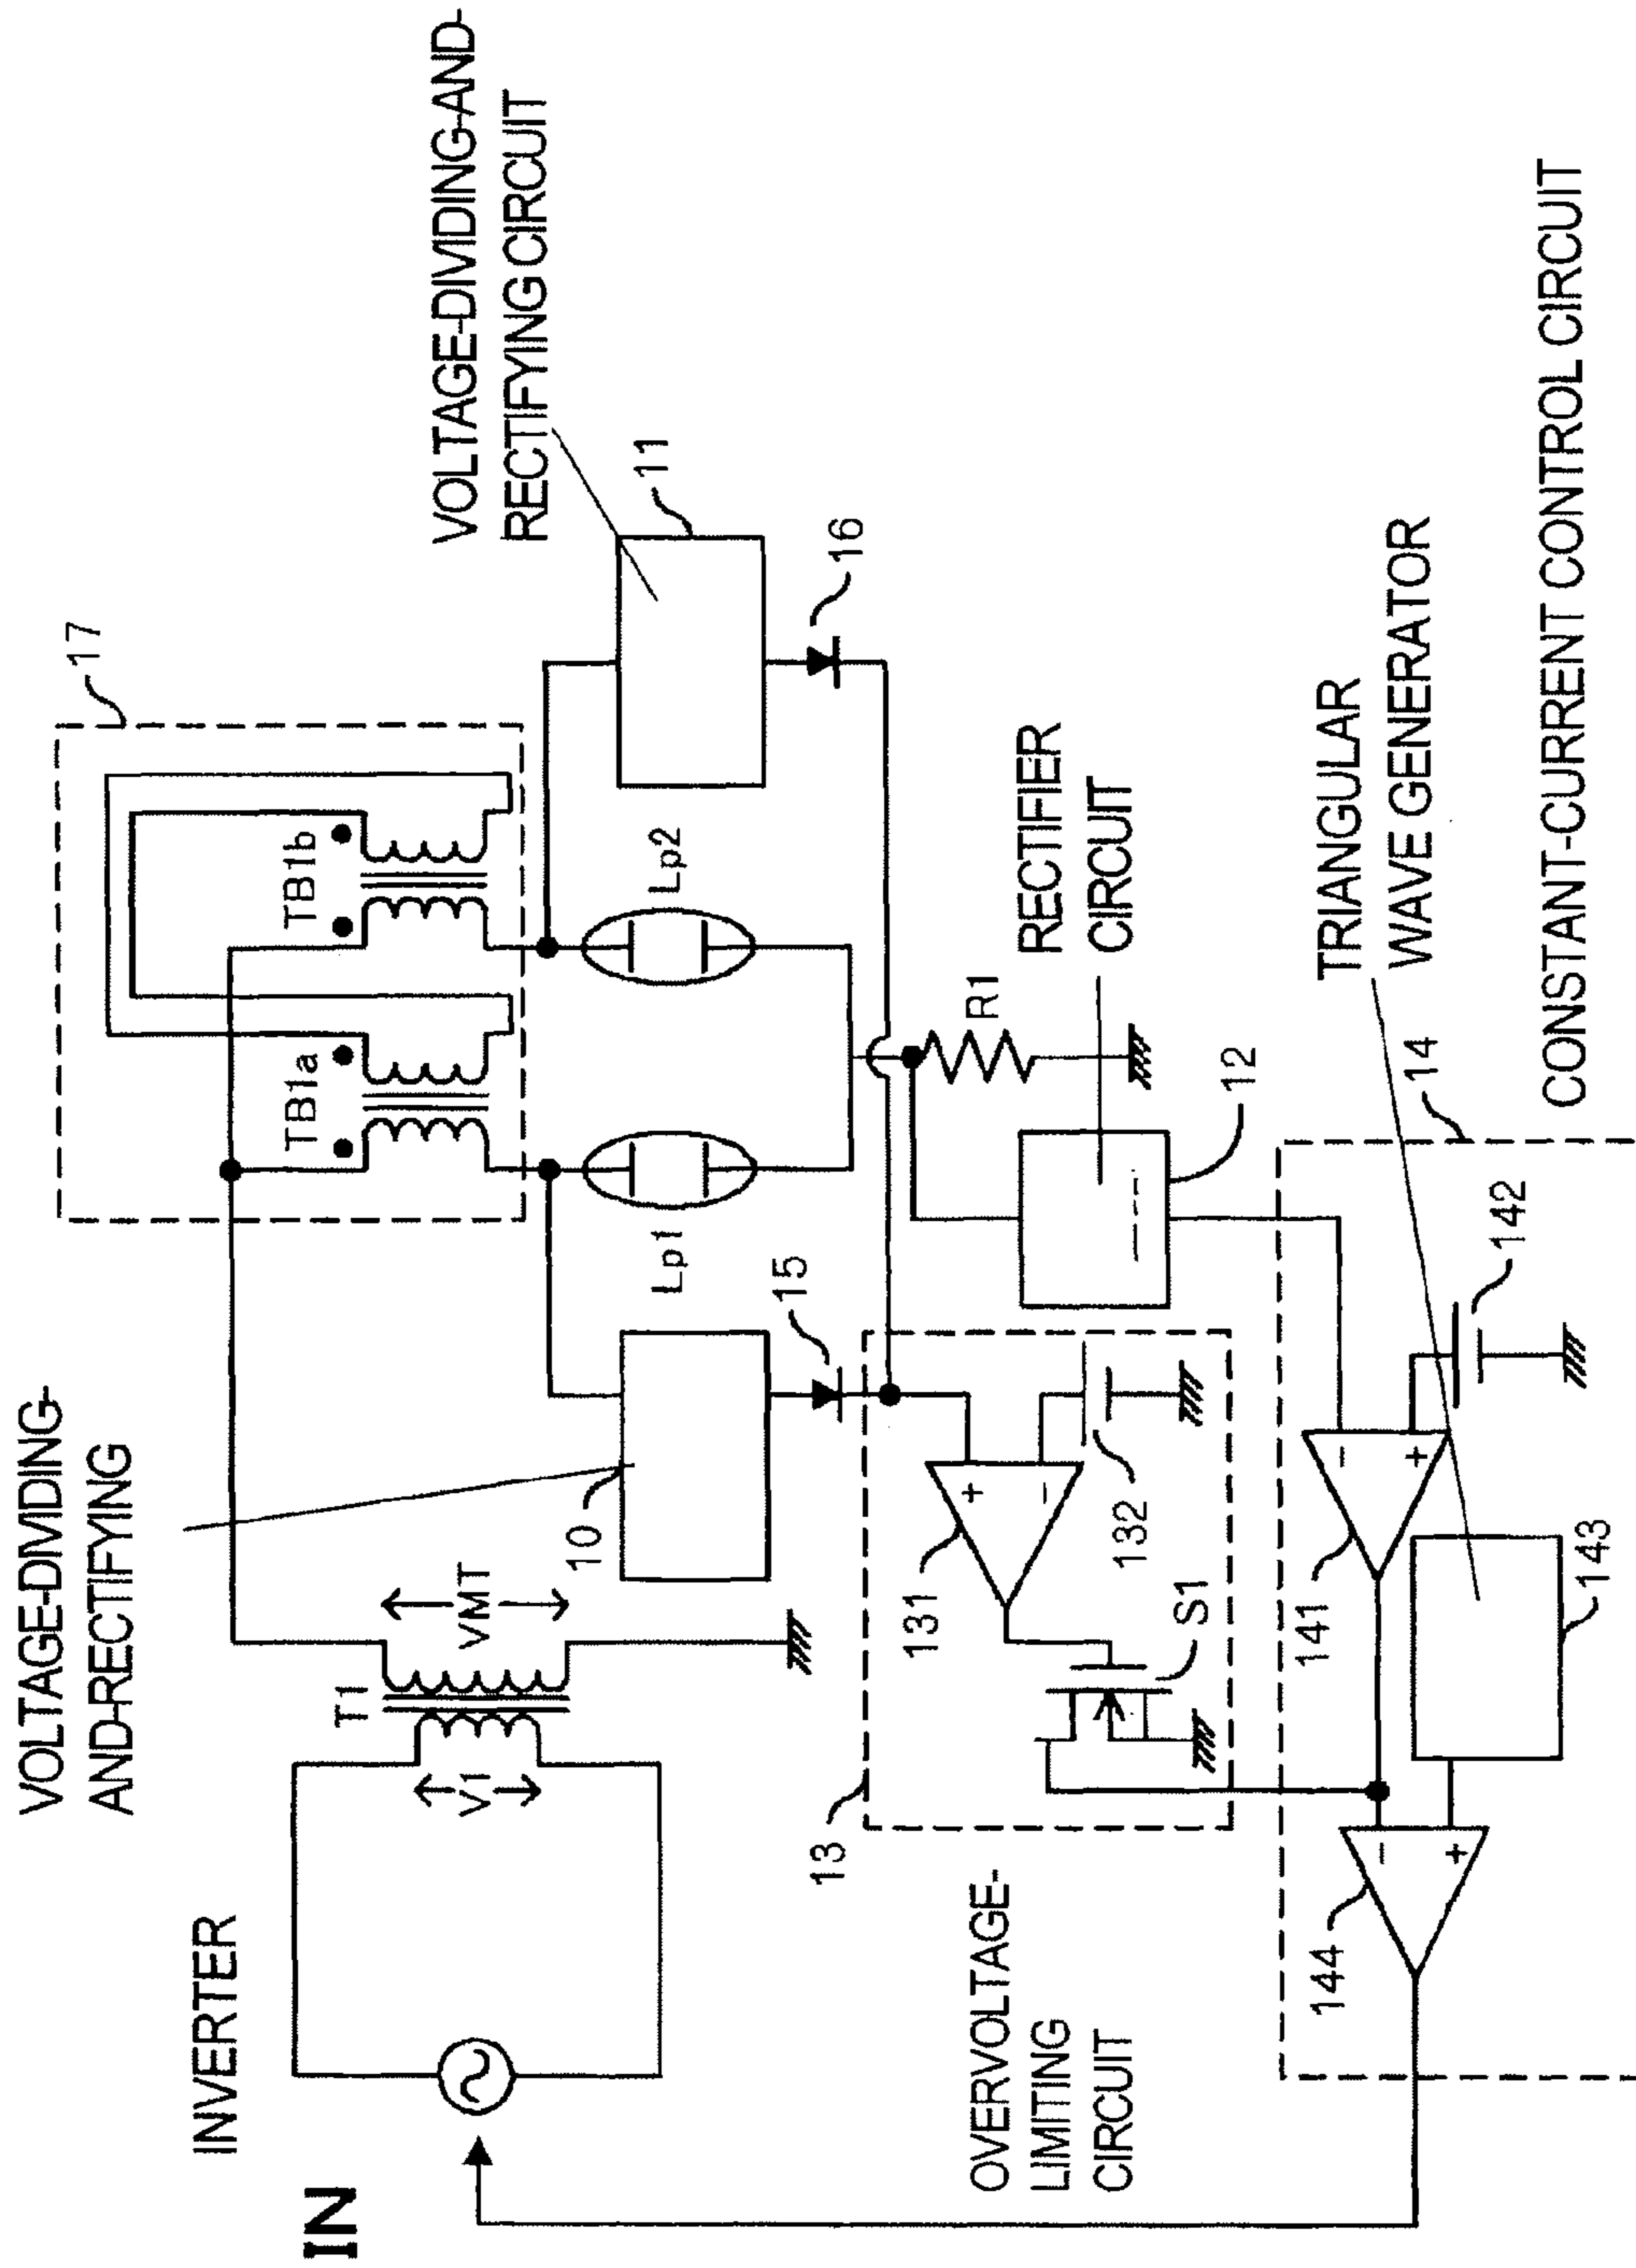 IN
INVERTER
VOLTAGE-DIVIDING-
AND-RECTIFYING
V1
T1
VMT
10
15
17
TB1a
TB1b
Lp1
Lp2
VOLTAGE-DIVIDING-AND-
RECTIFYING CIRCUIT
11
16
R1
RECTIFIER
CIRCUIT
12
OVERVOLTAGE-
LIMITING
CIRCUIT
13
131
+
−
132
S1
TRIANGULAR
WAVE GENERATOR
CONSTANT-CURRENT CONTROL CIRCUIT
14
141
−
+
142
143
144
−
+